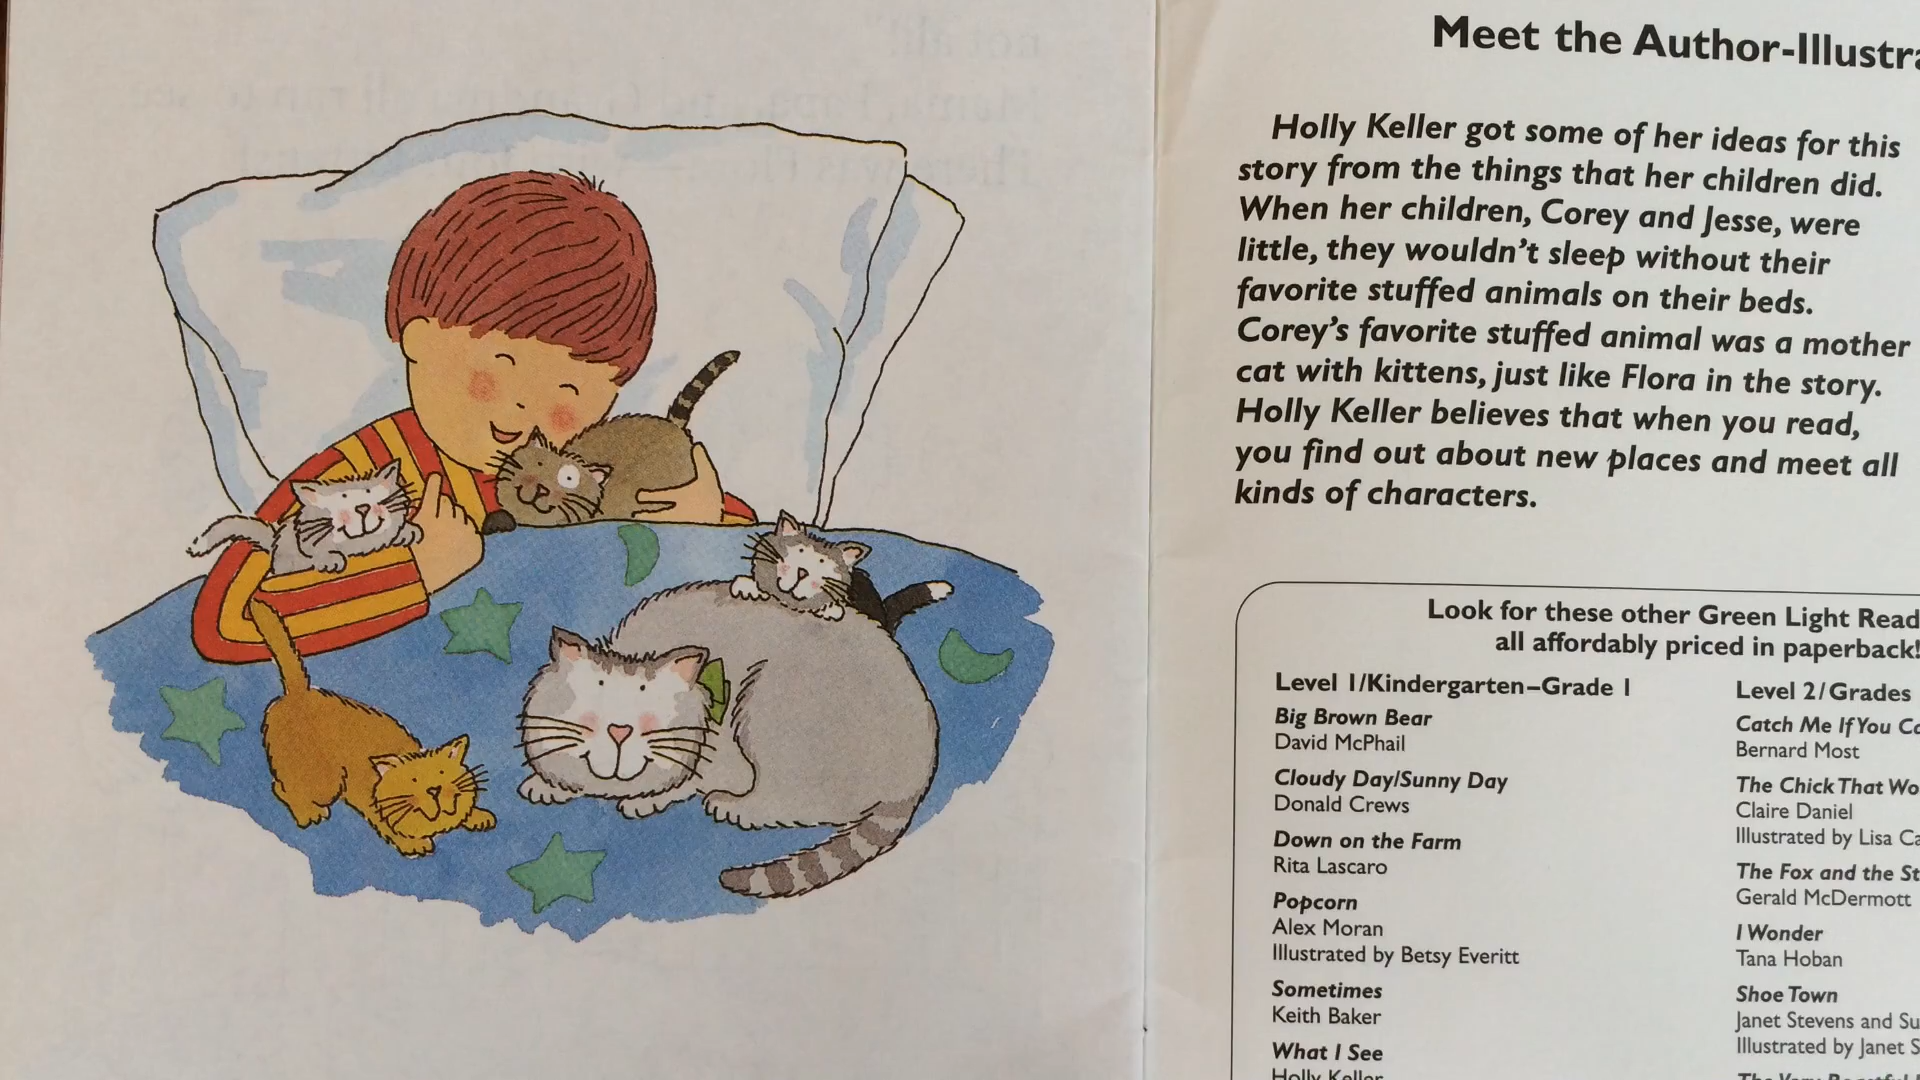 Meet the Author-Illustra
Holly Keller got some of her ideas for this
story from the things that her children did.
When her children, Corey and Jesse, were
little, they wouldn't sleep without their
favorite stuffed animals on their beds.
Corey's favorite stuffed animal was a mother
cat with kittens, just like Flora in the story.
Holly Keller believes that when you read,
you find out about new places and meet all
kinds of characters.
Look for these other Green Light Read
all affordably priced in paperback!
Level 1/Kindergarten–Grade 1
Big Brown Bear
David McPhail
Cloudy Day/Sunny Day
Donald Crews
Down on the Farm
Rita Lascaro
Popcorn
Alex Moran
Illustrated by Betsy Everitt
Sometimes
Keith Baker
What I See
Holly Keller
Level 2/Grades
Catch Me If You Ca
Bernard Most
The Chick That Wo
Claire Daniel
Illustrated by Lisa Ca
The Fox and the St
Gerald McDermott
I Wonder
Tana Hoban
Shoe Town
Janet Stevens and Su
Illustrated by Janet S